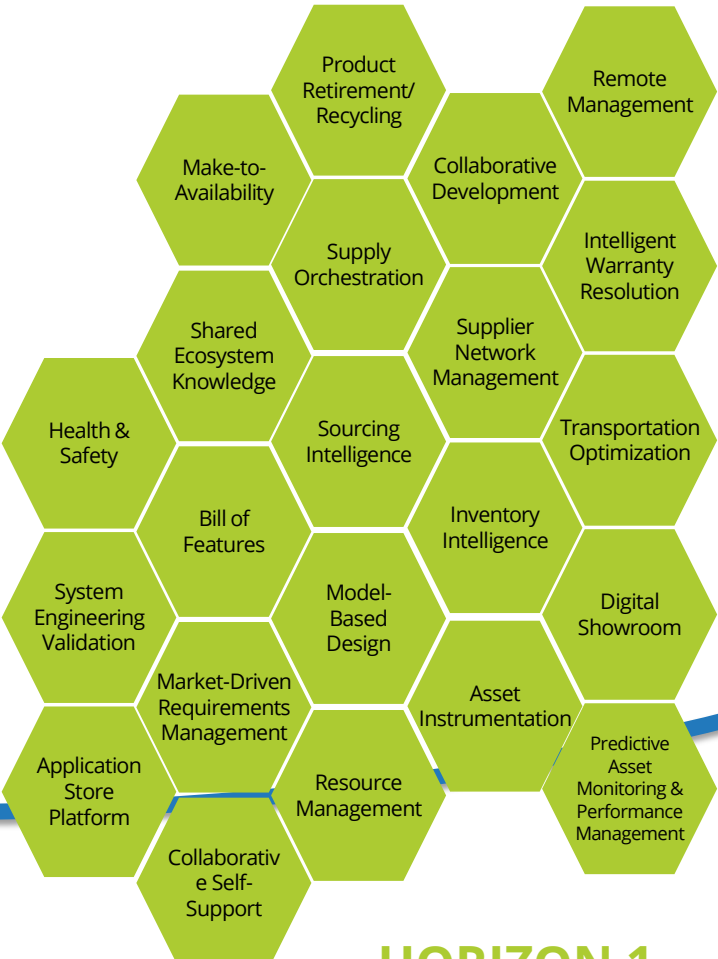 Product
Retirement/
Recycling
Remote
Management
Make-to-
Availability
Collaborative
Development
Supply
Orchestration
Intelligent
Warranty
Resolution
Shared
Ecosystem
Knowledge
Supplier
Network
Management
Health &
Safety
Sourcing
Intelligence
Transportation
Optimization
Bill of
Features
Inventory
Intelligence
System
Engineering
Validation
Model-
Based
Design
Digital
Showroom
Market-Driven
Requirements
Management
Asset
Instrumentation
Application
Store
Platform
Resource
Management
Predictive
Asset
Monitoring &
Performance
Management
Collaborativ
e Self-
Support
HORIZON 1